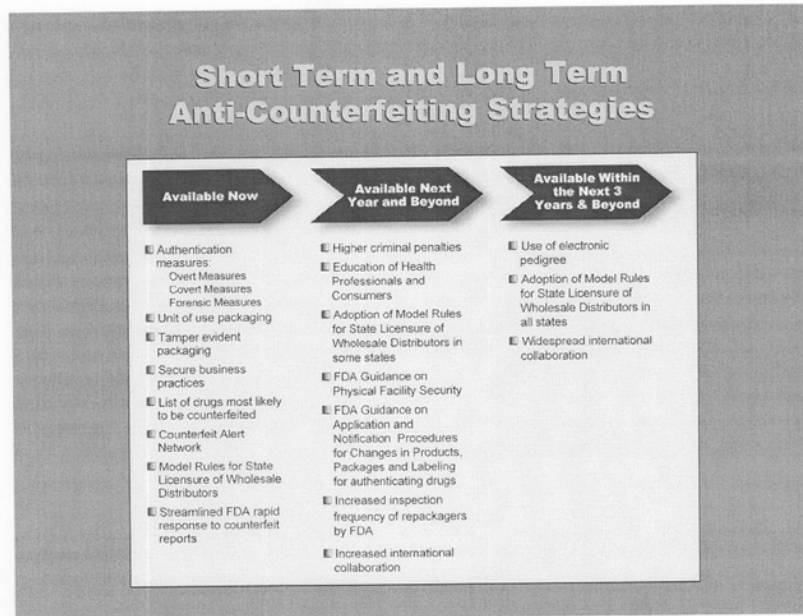 Short Term and Long Term
Anti-Counterfeiting Strategies
Available Now
Authentication
measures:
Overt Measures
Covert Measures
Forensic Measures
Unit of use packaging
Tamper evident
packaging
Secure business
practices
List of drugs most likely
to be counterfeited
Counterfeit Alert
Network
Model Rules for State
Licensure of Wholesale
Distributors
Streamlined FDA rapid
response to counterfeit
reports
Available Next
Year and Beyond
Higher criminal penalties
Education of Health
Professionals and
Consumers
Adoption of Model Rules
for State Licensure of
Wholesale Distributors in
some states
FDA Guidance on
Physical Facility Security
FDA Guidance on
Application and
Notification Procedures
for Changes in Products,
Packages and Labeling
for authenticating drugs
Increased inspection
frequency of repackagers
by FDA
Increased international
collaboration
Available Within
the Next 3
Years & Beyond
Use of electronic
pedigree
Adoption of Model Rules
for State Licensure of
Wholesale Distributors in
all states
Widespread international
collaboration